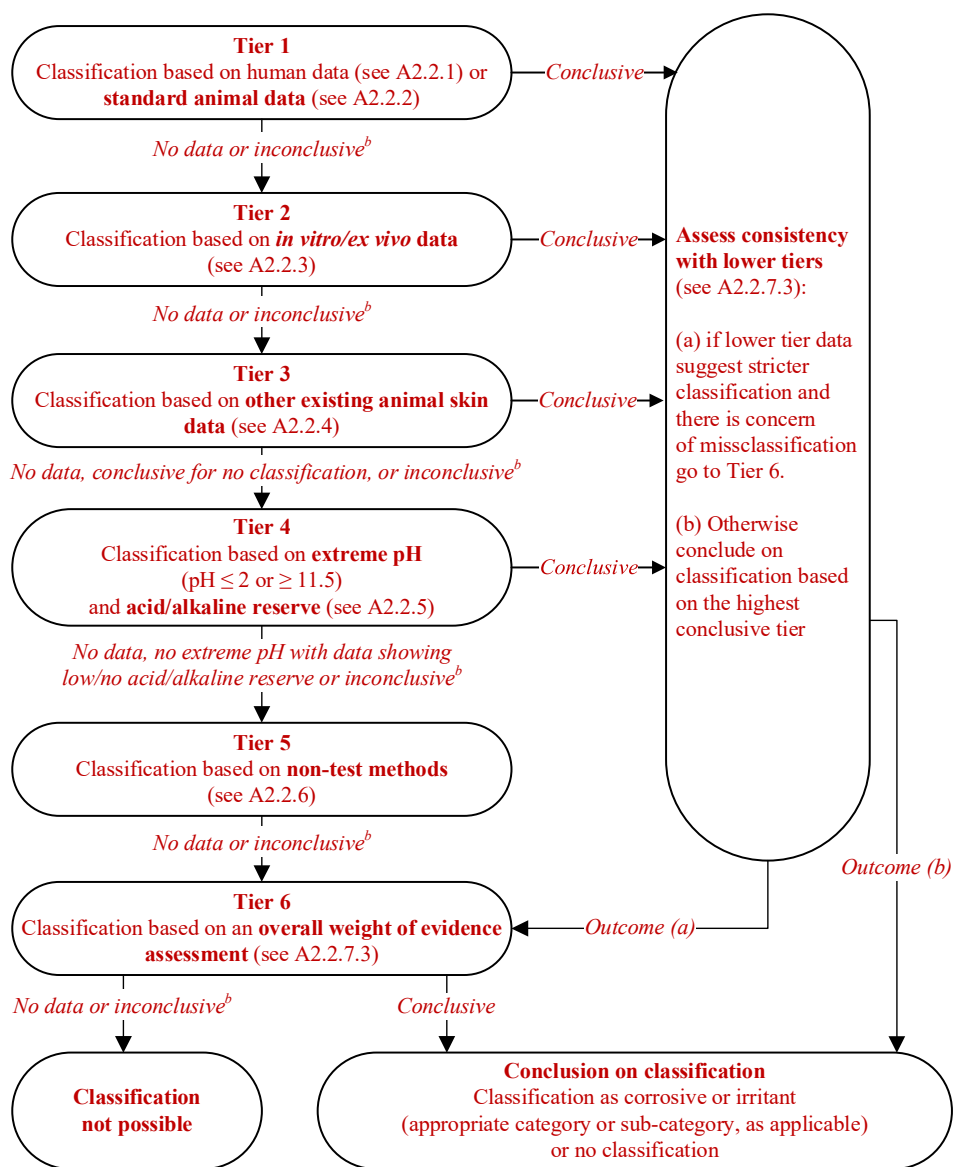 Tier 1
Classification based on human data (see A2.2.1) or
standard animal data (see A2.2.2)
Conclusive
No data or inconclusiveᵇ
Tier 2
Classification based on in vitro/ex vivo data
(see A2.2.3)
Conclusive
No data or inconclusiveᵇ
Tier 3
Classification based on other existing animal skin
data (see A2.2.4)
Conclusive
No data, conclusive for no classification, or inconclusiveᵇ
Tier 4
Classification based on extreme pH
(pH ≤ 2 or ≥ 11.5)
and acid/alkaline reserve (see A2.2.5)
Conclusive
No data, no extreme pH with data showing
low/no acid/alkaline reserve or inconclusiveᵇ
Tier 5
Classification based on non-test methods
(see A2.2.6)
No data or inconclusiveᵇ
Assess consistency
with lower tiers
(see A2.2.7.3):
(a) if lower tier data
suggest stricter
classification and
there is concern
of missclassification
go to Tier 6.
(b) Otherwise
conclude on
classification based
on the highest
conclusive tier
Outcome (b)
Tier 6
Classification based on an overall weight of evidence
assessment (see A2.2.7.3)
Outcome (a)
No data or inconclusiveᵇ
Conclusive
Classification
not possible
Conclusion on classification
Classification as corrosive or irritant
(appropriate category or sub-category, as applicable)
or no classification